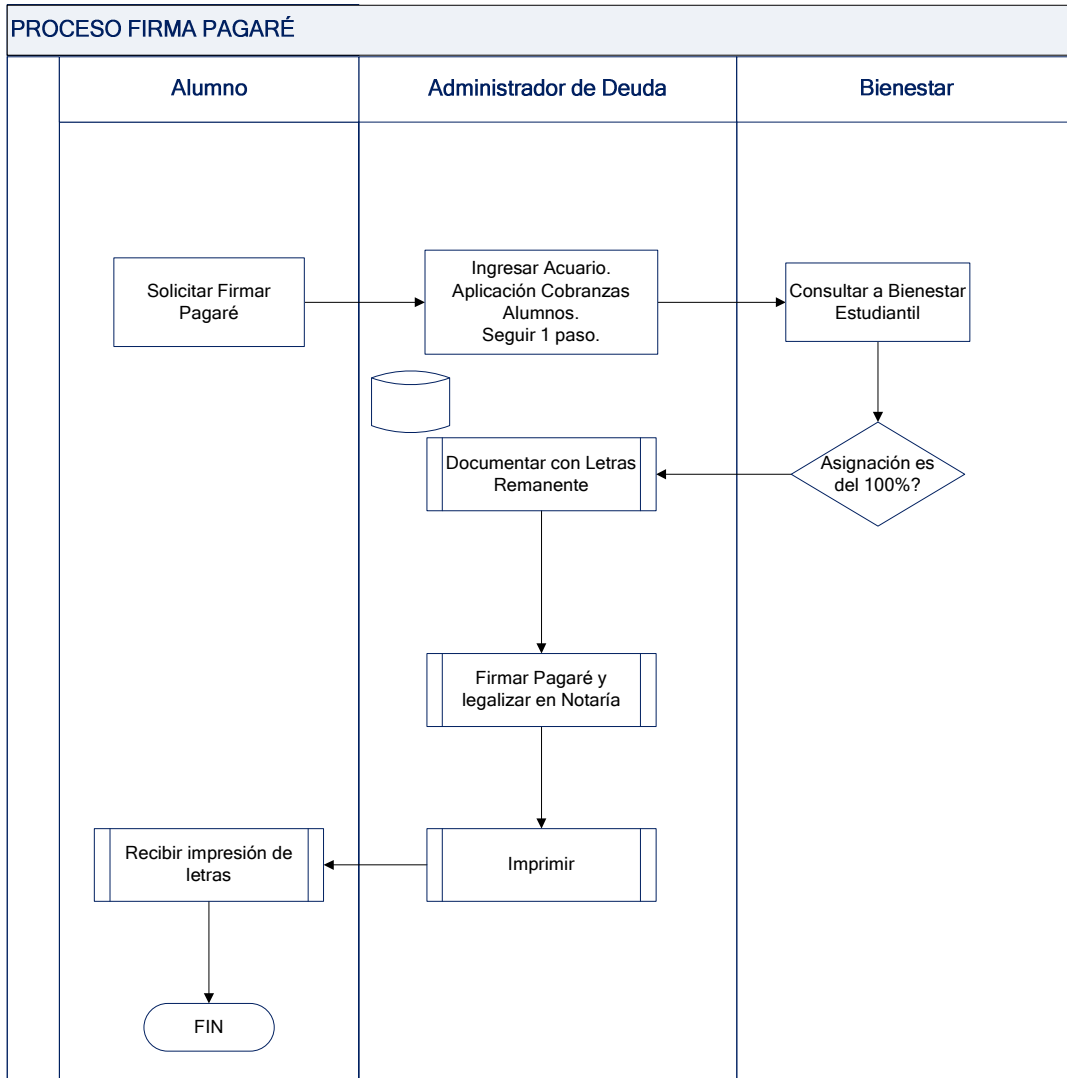 PROCESO FIRMA PAGARÉ
Alumno
Administrador de Deuda
Bienestar
Solicitar Firmar
Pagaré
Ingresar Acuario.
Aplicación Cobranzas
Alumnos.
Seguir 1 paso.
Consultar a Bienestar
Estudiantil
Asignación es
del 100%?
Documentar con Letras
Remanente
Firmar Pagaré y
legalizar en Notaría
Imprimir
Recibir impresión de
letras
FIN